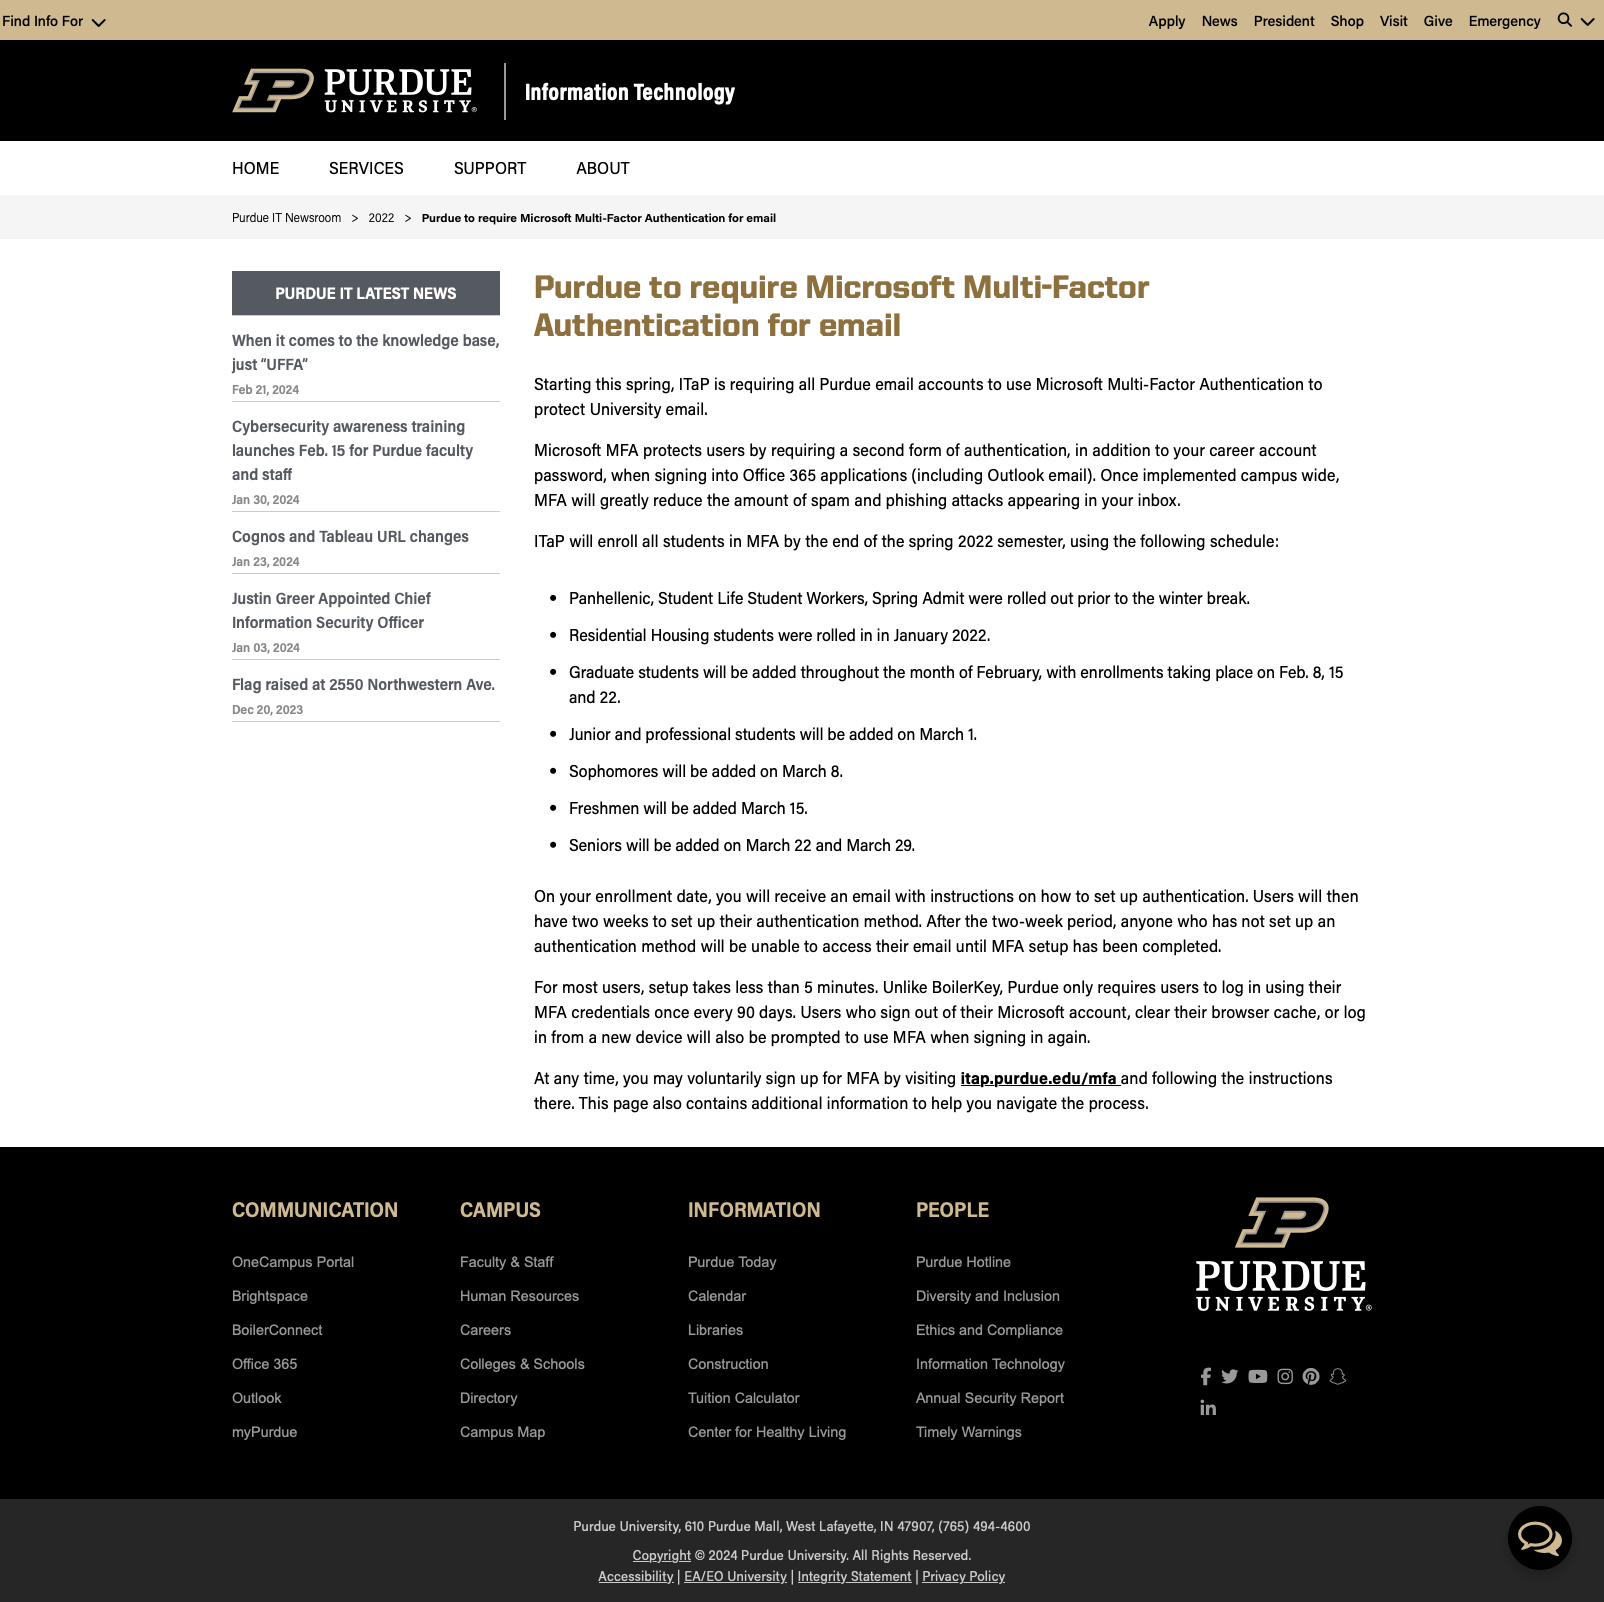 Find Info For
Apply News President Shop Visit Give Emergency
PURDUE
UNIVERSITY®
Information Technology
HOME SERVICES SUPPORT ABOUT
Purdue IT Newsroom > 2022 > Purdue to require Microsoft Multi-Factor Authentication for email
PURDUE IT LATEST NEWS
When it comes to the knowledge base,
just “UFFA”
Feb 21, 2024
Cybersecurity awareness training
launches Feb. 15 for Purdue faculty
and staff
Jan 30, 2024
Cognos and Tableau URL changes
Jan 23, 2024
Justin Greer Appointed Chief
Information Security Officer
Jan 03, 2024
Flag raised at 2550 Northwestern Ave.
Dec 20, 2023
Purdue to require Microsoft Multi-Factor
Authentication for email
Starting this spring, ITaP is requiring all Purdue email accounts to use Microsoft Multi-Factor Authentication to
protect University email.
Microsoft MFA protects users by requiring a second form of authentication, in addition to your career account
password, when signing into Office 365 applications (including Outlook email). Once implemented campus wide,
MFA will greatly reduce the amount of spam and phishing attacks appearing in your inbox.
ITaP will enroll all students in MFA by the end of the spring 2022 semester, using the following schedule:
• Panhellenic, Student Life Student Workers, Spring Admit were rolled out prior to the winter break.
• Residential Housing students were rolled in in January 2022.
• Graduate students will be added throughout the month of February, with enrollments taking place on Feb. 8, 15
and 22.
• Junior and professional students will be added on March 1.
• Sophomores will be added on March 8.
• Freshmen will be added March 15.
• Seniors will be added on March 22 and March 29.
On your enrollment date, you will receive an email with instructions on how to set up authentication. Users will then
have two weeks to set up their authentication method. After the two-week period, anyone who has not set up an
authentication method will be unable to access their email until MFA setup has been completed.
For most users, setup takes less than 5 minutes. Unlike BoilerKey, Purdue only requires users to log in using their
MFA credentials once every 90 days. Users who sign out of their Microsoft account, clear their browser cache, or log
in from a new device will also be prompted to use MFA when signing in again.
At any time, you may voluntarily sign up for MFA by visiting itap.purdue.edu/mfa and following the instructions
there. This page also contains additional information to help you navigate the process.
COMMUNICATION
OneCampus Portal
Brightspace
BoilerConnect
Office 365
Outlook
myPurdue
CAMPUS
Faculty & Staff
Human Resources
Careers
Colleges & Schools
Directory
Campus Map
INFORMATION
Purdue Today
Calendar
Libraries
Construction
Tuition Calculator
Center for Healthy Living
PEOPLE
Purdue Hotline
Diversity and Inclusion
Ethics and Compliance
Information Technology
Annual Security Report
Timely Warnings
PURDUE
UNIVERSITY®
Purdue University, 610 Purdue Mall, West Lafayette, IN 47907, (765) 494-4600
Copyright © 2024 Purdue University. All Rights Reserved.
Accessibility | EA/EO University | Integrity Statement | Privacy Policy